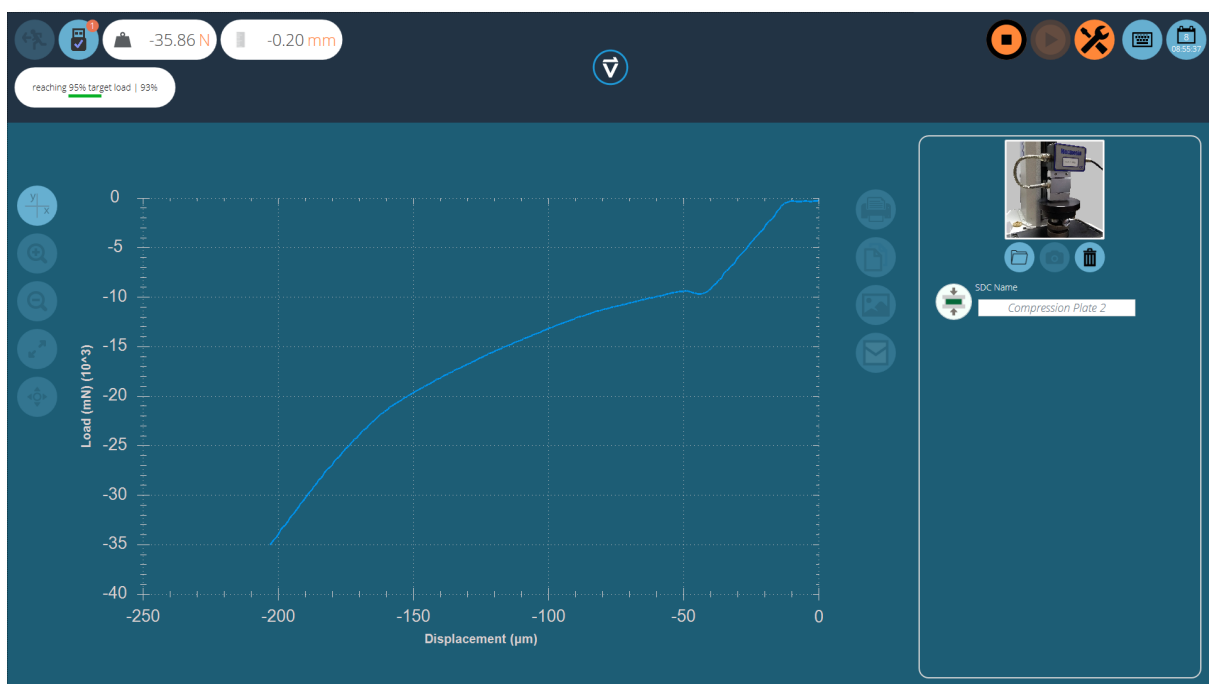 1
-35.86 N
-0.20 mm
8
08:55:37
reaching 95% target load | 93%
y
x
SDC Name
Compression Plate 2
Load (mN) (10^3)
0
-5
-10
-15
-20
-25
-30
-35
-40
-250
-200
-150
-100
-50
0
Displacement (µm)